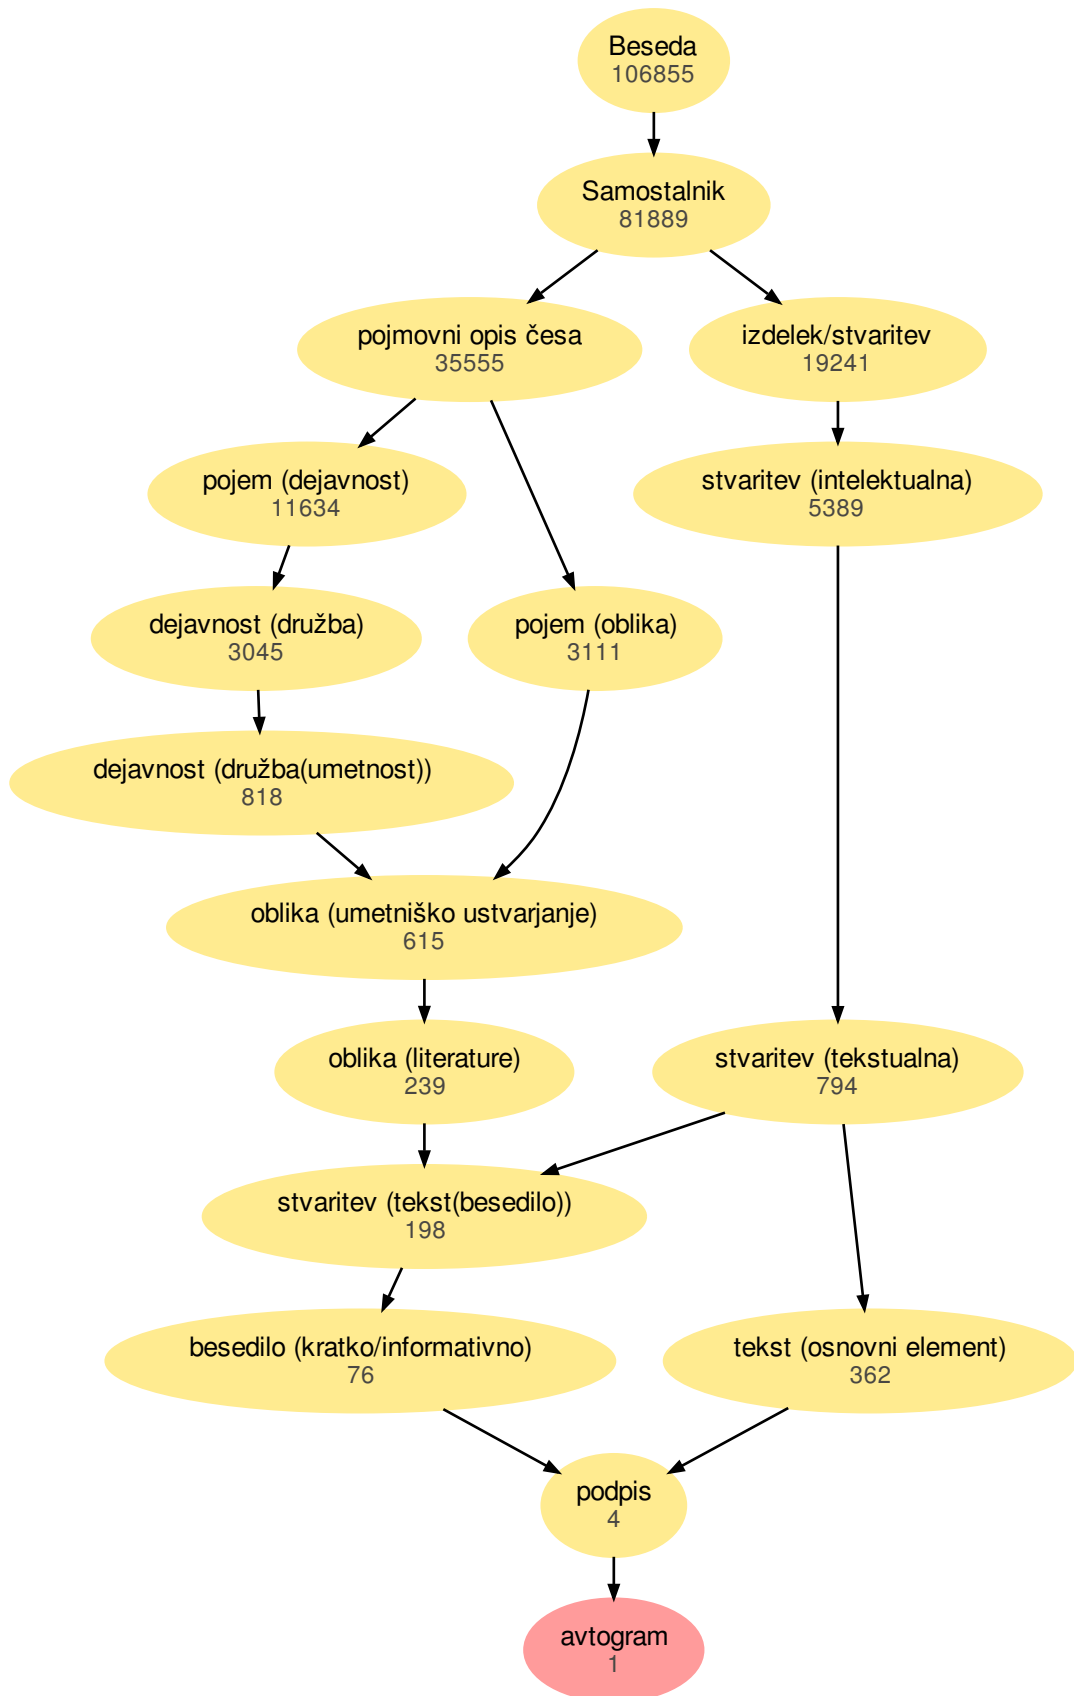 Beseda
106855
Samostalnik
81889
pojmovni opis česa
35555
izdelek/stvaritev
19241
pojem (dejavnost)
11634
stvaritev (intelektualna)
5389
dejavnost (družba)
3045
pojem (oblika)
3111
dejavnost (družba(umetnost))
818
oblika (umetniško ustvarjanje)
615
oblika (literature)
239
stvaritev (tekstualna)
794
stvaritev (tekst(besedilo))
198
besedilo (kratko/informativno)
76
tekst (osnovni element)
362
podpis
4
avtogram
1